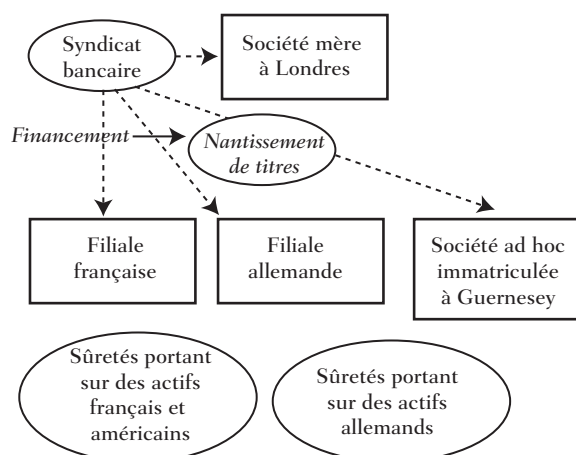 Syndicat
bancaire
Société mère
à Londres
Financement
Nantissement
de titres
Filiale
française
Filiale
allemande
Société ad hoc
immatriculée
à Guernesey
Sûretés portant
sur des actifs
français et
américains
Sûretés portant
sur des actifs
allemands